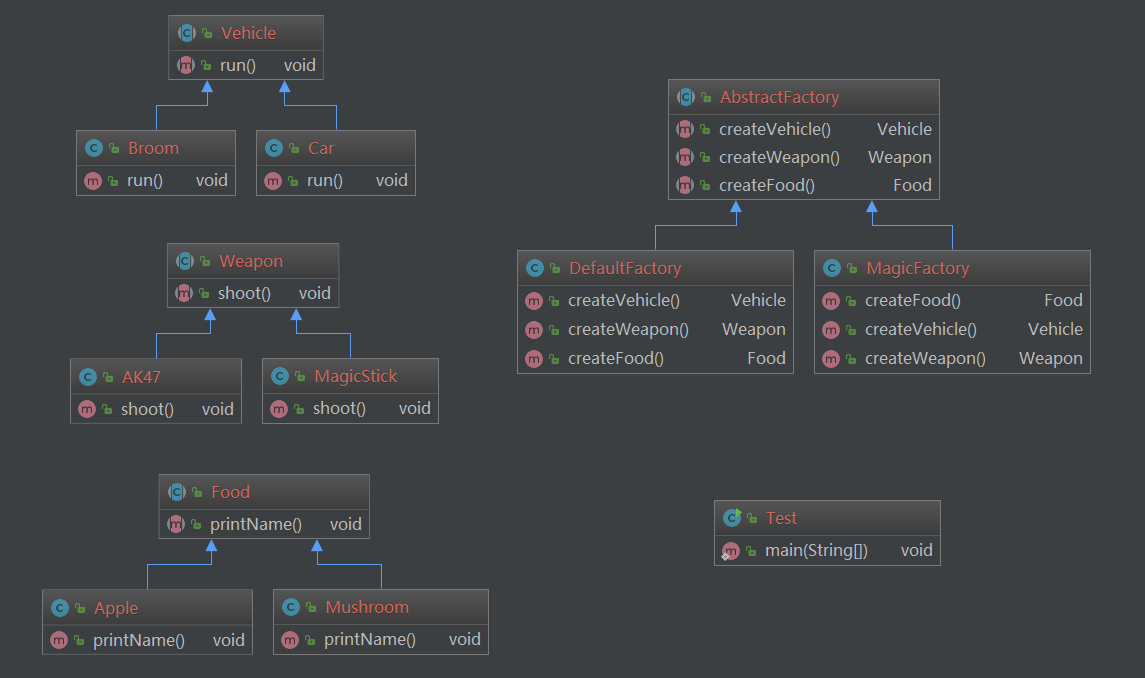 Vehicle
run() void
Broom
run() void
Car
run() void
Weapon
shoot() void
AK47
shoot() void
MagicStick
shoot() void
Food
printName() void
Apple
printName() void
Mushroom
printName() void
AbstractFactory
createVehicle() Vehicle
createWeapon() Weapon
createFood() Food
DefaultFactory
createVehicle() Vehicle
createWeapon() Weapon
createFood() Food
MagicFactory
createFood() Food
createVehicle() Vehicle
createWeapon() Weapon
Test
main(String[]) void